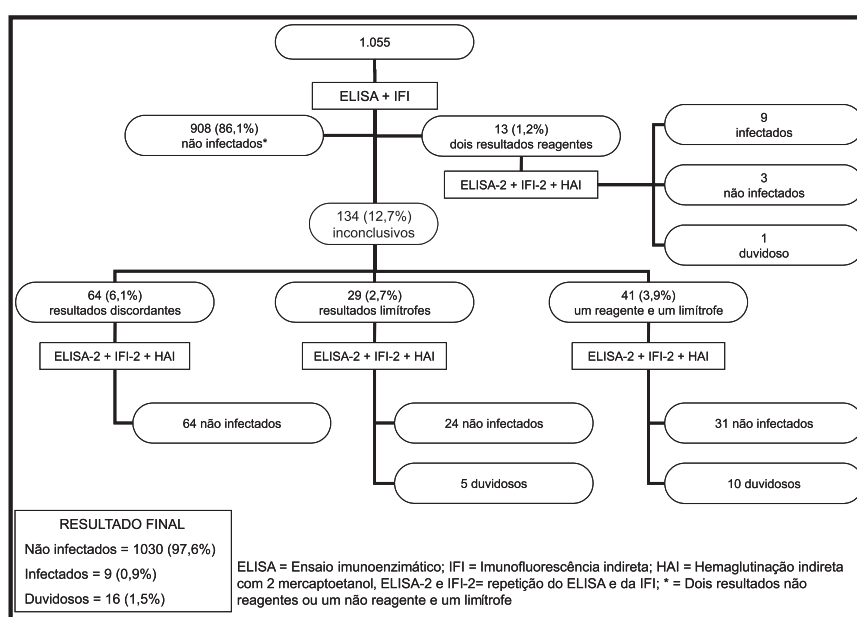 1.055
ELISA + IFI
908 (86,1%)
não infectados*
13 (1,2%)
dois resultados reagentes
9
infectados
ELISA-2 + IFI-2 + HAI
3
não infectados
134 (12,7%)
inconclusivos
1
duvidoso
64 (6,1%)
resultados discordantes
29 (2,7%)
resultados limítrofes
41 (3,9%)
um reagente e um limítrofe
ELISA-2 + IFI-2 + HAI
ELISA-2 + IFI-2 + HAI
ELISA-2 + IFI-2 + HAI
64 não infectados
24 não infectados
31 não infectados
5 duvidosos
10 duvidosos
RESULTADO FINAL
Não infectados = 1030 (97,6%)
Infectados = 9 (0,9%)
Duvidosos = 16 (1,5%)
ELISA = Ensaio imunoenzimático; IFI = Imunofluorescência indireta; HAI = Hemaglutinação indireta
com 2 mercaptoetanol, ELISA-2 e IFI-2= repetição do ELISA e da IFI; * = Dois resultados não
reagentes ou um não reagente e um limítrofe